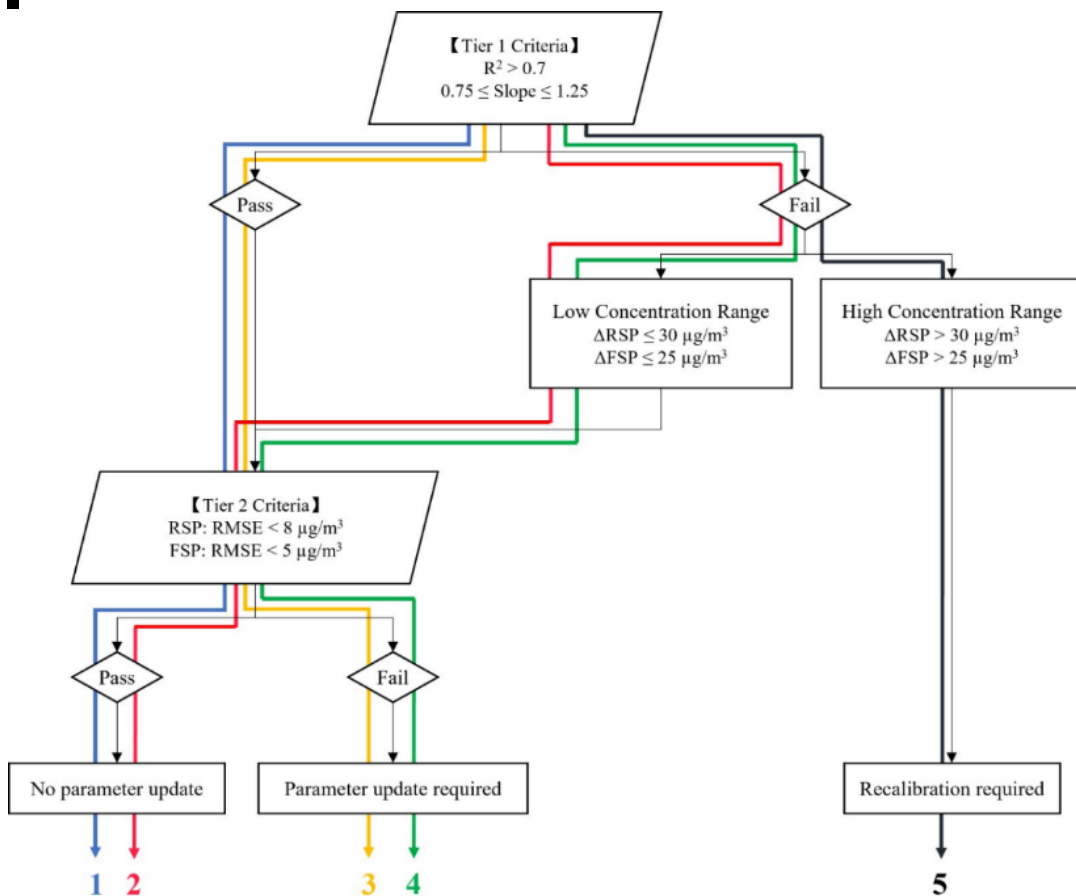 【Tier 1 Criteria】
R² > 0.7
0.75 ≤ Slope ≤ 1.25
Pass
Fail
Low Concentration Range
ΔRSP ≤ 30 µg/m³
ΔFSP ≤ 25 µg/m³
High Concentration Range
ΔRSP > 30 µg/m³
ΔFSP > 25 µg/m³
【Tier 2 Criteria】
RSP: RMSE < 8 µg/m³
FSP: RMSE < 5 µg/m³
Pass
Fail
No parameter update
Parameter update required
Recalibration required
1
2
3
4
5